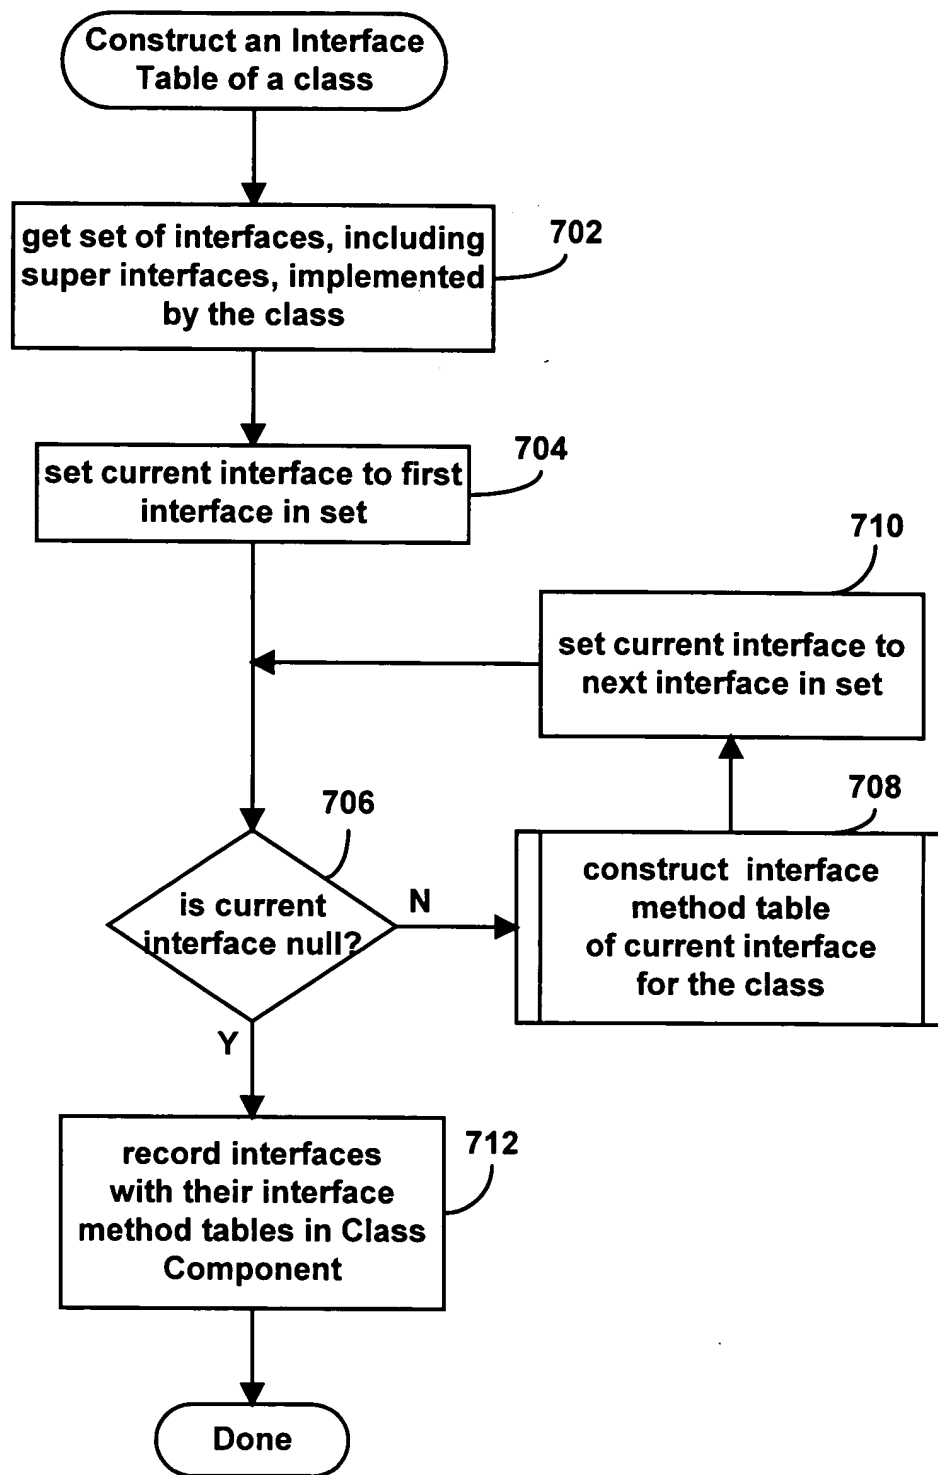 Construct an Interface
Table of a class
get set of interfaces, including
super interfaces, implemented
by the class
702
set current interface to first
interface in set
704
710
set current interface to
next interface in set
706
is current
interface null?
N
Y
708
construct interface
method table
of current interface
for the class
record interfaces
with their interface
method tables in Class
Component
712
Done